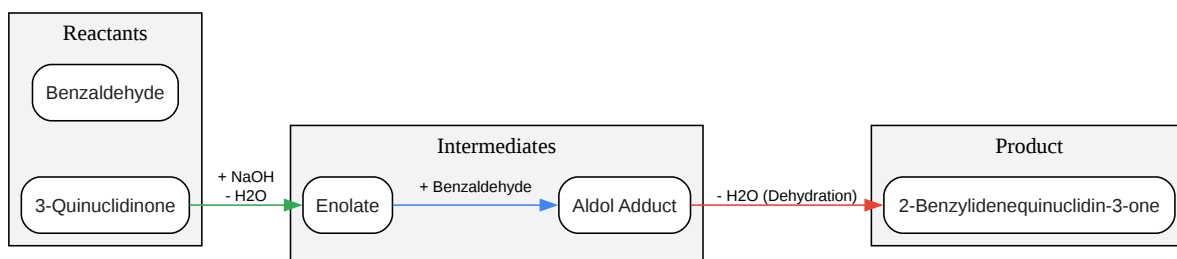 Reactants
Benzaldehyde
3-Quinuclidinone
+ NaOH
- H2O
Intermediates
Enolate
+ Benzaldehyde
Aldol Adduct
- H2O (Dehydration)
Product
2-Benzylidenequinuclidin-3-one